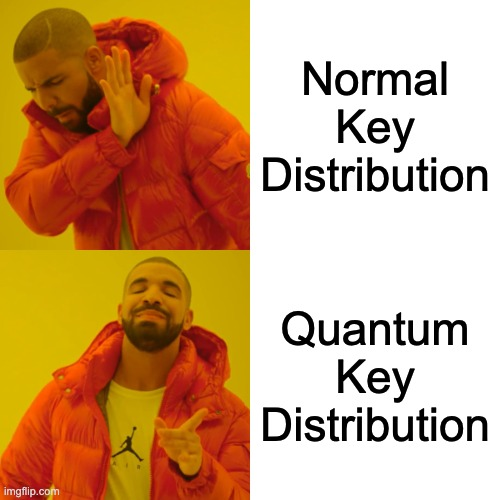 Normal
Key
Distribution
Quantum
Key
Distribution
imgflip.com